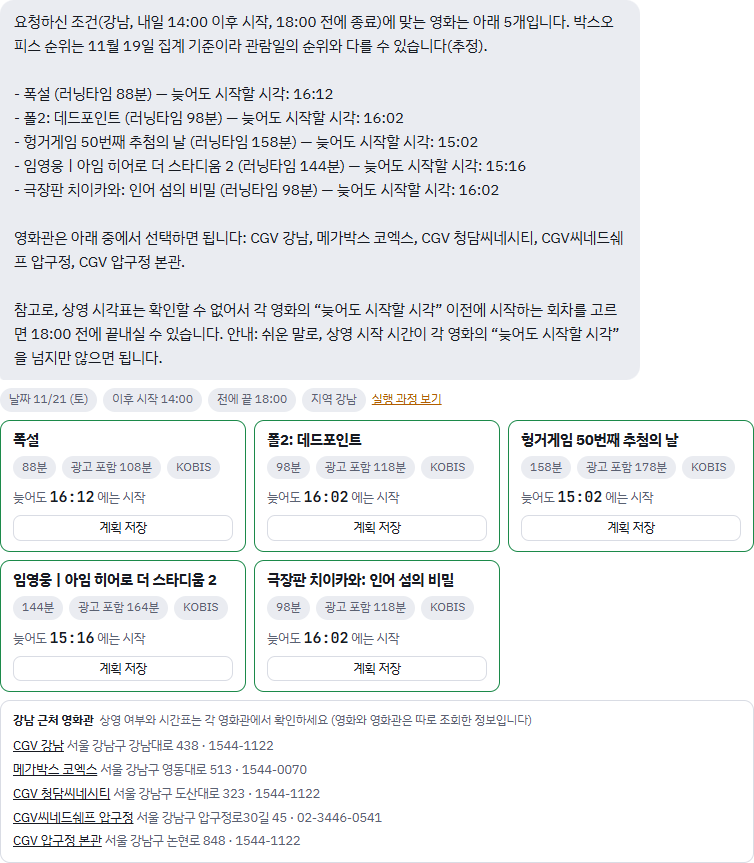 요청하신 조건(강남, 내일 14:00 이후 시작, 18:00 전에 종료)에 맞는 영화는 아래 5개입니다. 박스오
피스 순위는 11월 19일 집계 기준이라 관람일의 순위와 다를 수 있습니다(추정).
- 폭설 (러닝타임 88분) — 늦어도 시작할 시각: 16:12
- 폴2: 데드포인트 (러닝타임 98분) — 늦어도 시작할 시각: 16:02
- 헝거게임 50번째 추첨의 날 (러닝타임 158분) — 늦어도 시작할 시각: 15:02
- 임영웅 | 아임 히어로 더 스타디움 2 (러닝타임 144분) — 늦어도 시작할 시각: 15:16
- 극장판 치이카와: 인어 섬의 비밀 (러닝타임 98분) — 늦어도 시작할 시각: 16:02
영화관은 아래 중에서 선택하면 됩니다: CGV 강남, 메가박스 코엑스, CGV 청담씨네시티, CGV씨네드쉐
프 압구정, CGV 압구정 본관.
참고로, 상영 시각표는 확인할 수 없어서 각 영화의 “늦어도 시작할 시각” 이전에 시작하는 회차를 고르
면 18:00 전에 끝내실 수 있습니다. 안내: 쉬운 말로, 상영 시작 시간이 각 영화의 “늦어도 시작할 시각”
을 넘지만 않으면 됩니다.
날짜 11/21 (토) 이후 시작 14:00 전에 끝 18:00 지역 강남 실행 과정 보기
폭설
88분 광고 포함 108분 KOBIS
늦어도 16:12 에는 시작
계획 저장
폴2: 데드포인트
98분 광고 포함 118분 KOBIS
늦어도 16:02 에는 시작
계획 저장
헝거게임 50번째 추첨의 날
158분 광고 포함 178분 KOBIS
늦어도 15:02 에는 시작
계획 저장
임영웅 | 아임 히어로 더 스타디움 2
144분 광고 포함 164분 KOBIS
늦어도 15:16 에는 시작
계획 저장
극장판 치이카와: 인어 섬의 비밀
98분 광고 포함 118분 KOBIS
늦어도 16:02 에는 시작
계획 저장
강남 근처 영화관 상영 여부와 시간표는 각 영화관에서 확인하세요 (영화와 영화관은 따로 조회한 정보입니다)
CGV 강남 서울 강남구 강남대로 438 · 1544-1122
메가박스 코엑스 서울 강남구 영동대로 513 · 1544-0070
CGV 청담씨네시티 서울 강남구 도산대로 323 · 1544-1122
CGV씨네드쉐프 압구정 서울 강남구 압구정로30길 45 · 02-3446-0541
CGV 압구정 본관 서울 강남구 논현로 848 · 1544-1122